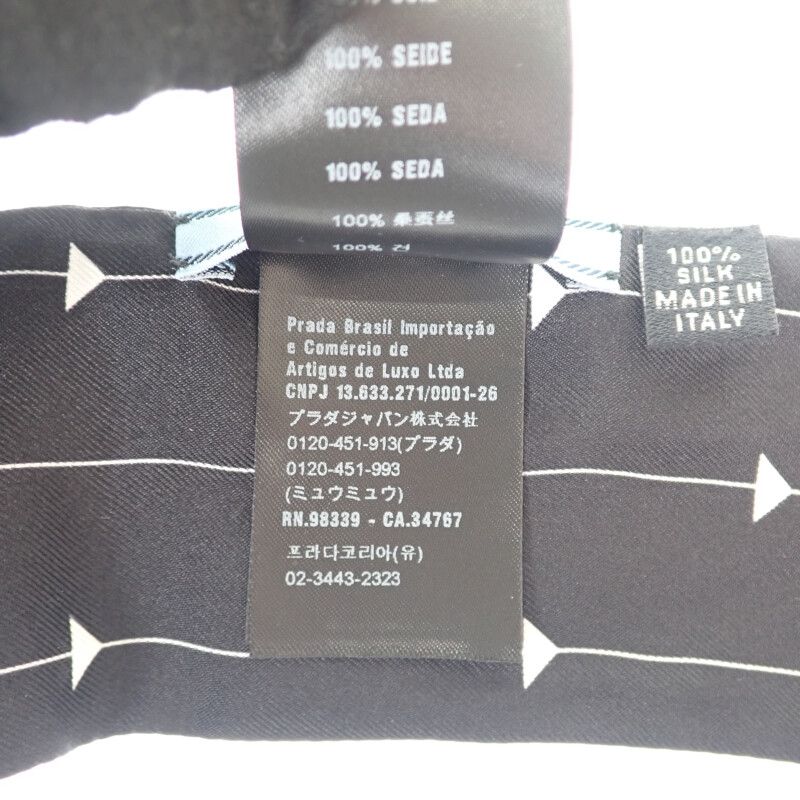 100% SEIDE
100% SEDA
100% SEDA
100% 桑蚕丝
100%
100%
SILK
MADE IN
ITALY
Prada Brasil Importação
e Comércio de
Artigos de Luxo Ltda
CNPJ 13.633.271/0001-26
プラダジャパン株式会社
0120-451-913(プラダ)
0120-451-993
(ミュウミュウ)
RN.98339 - CA.34767
프라다코리아(유)
02-3443-2323